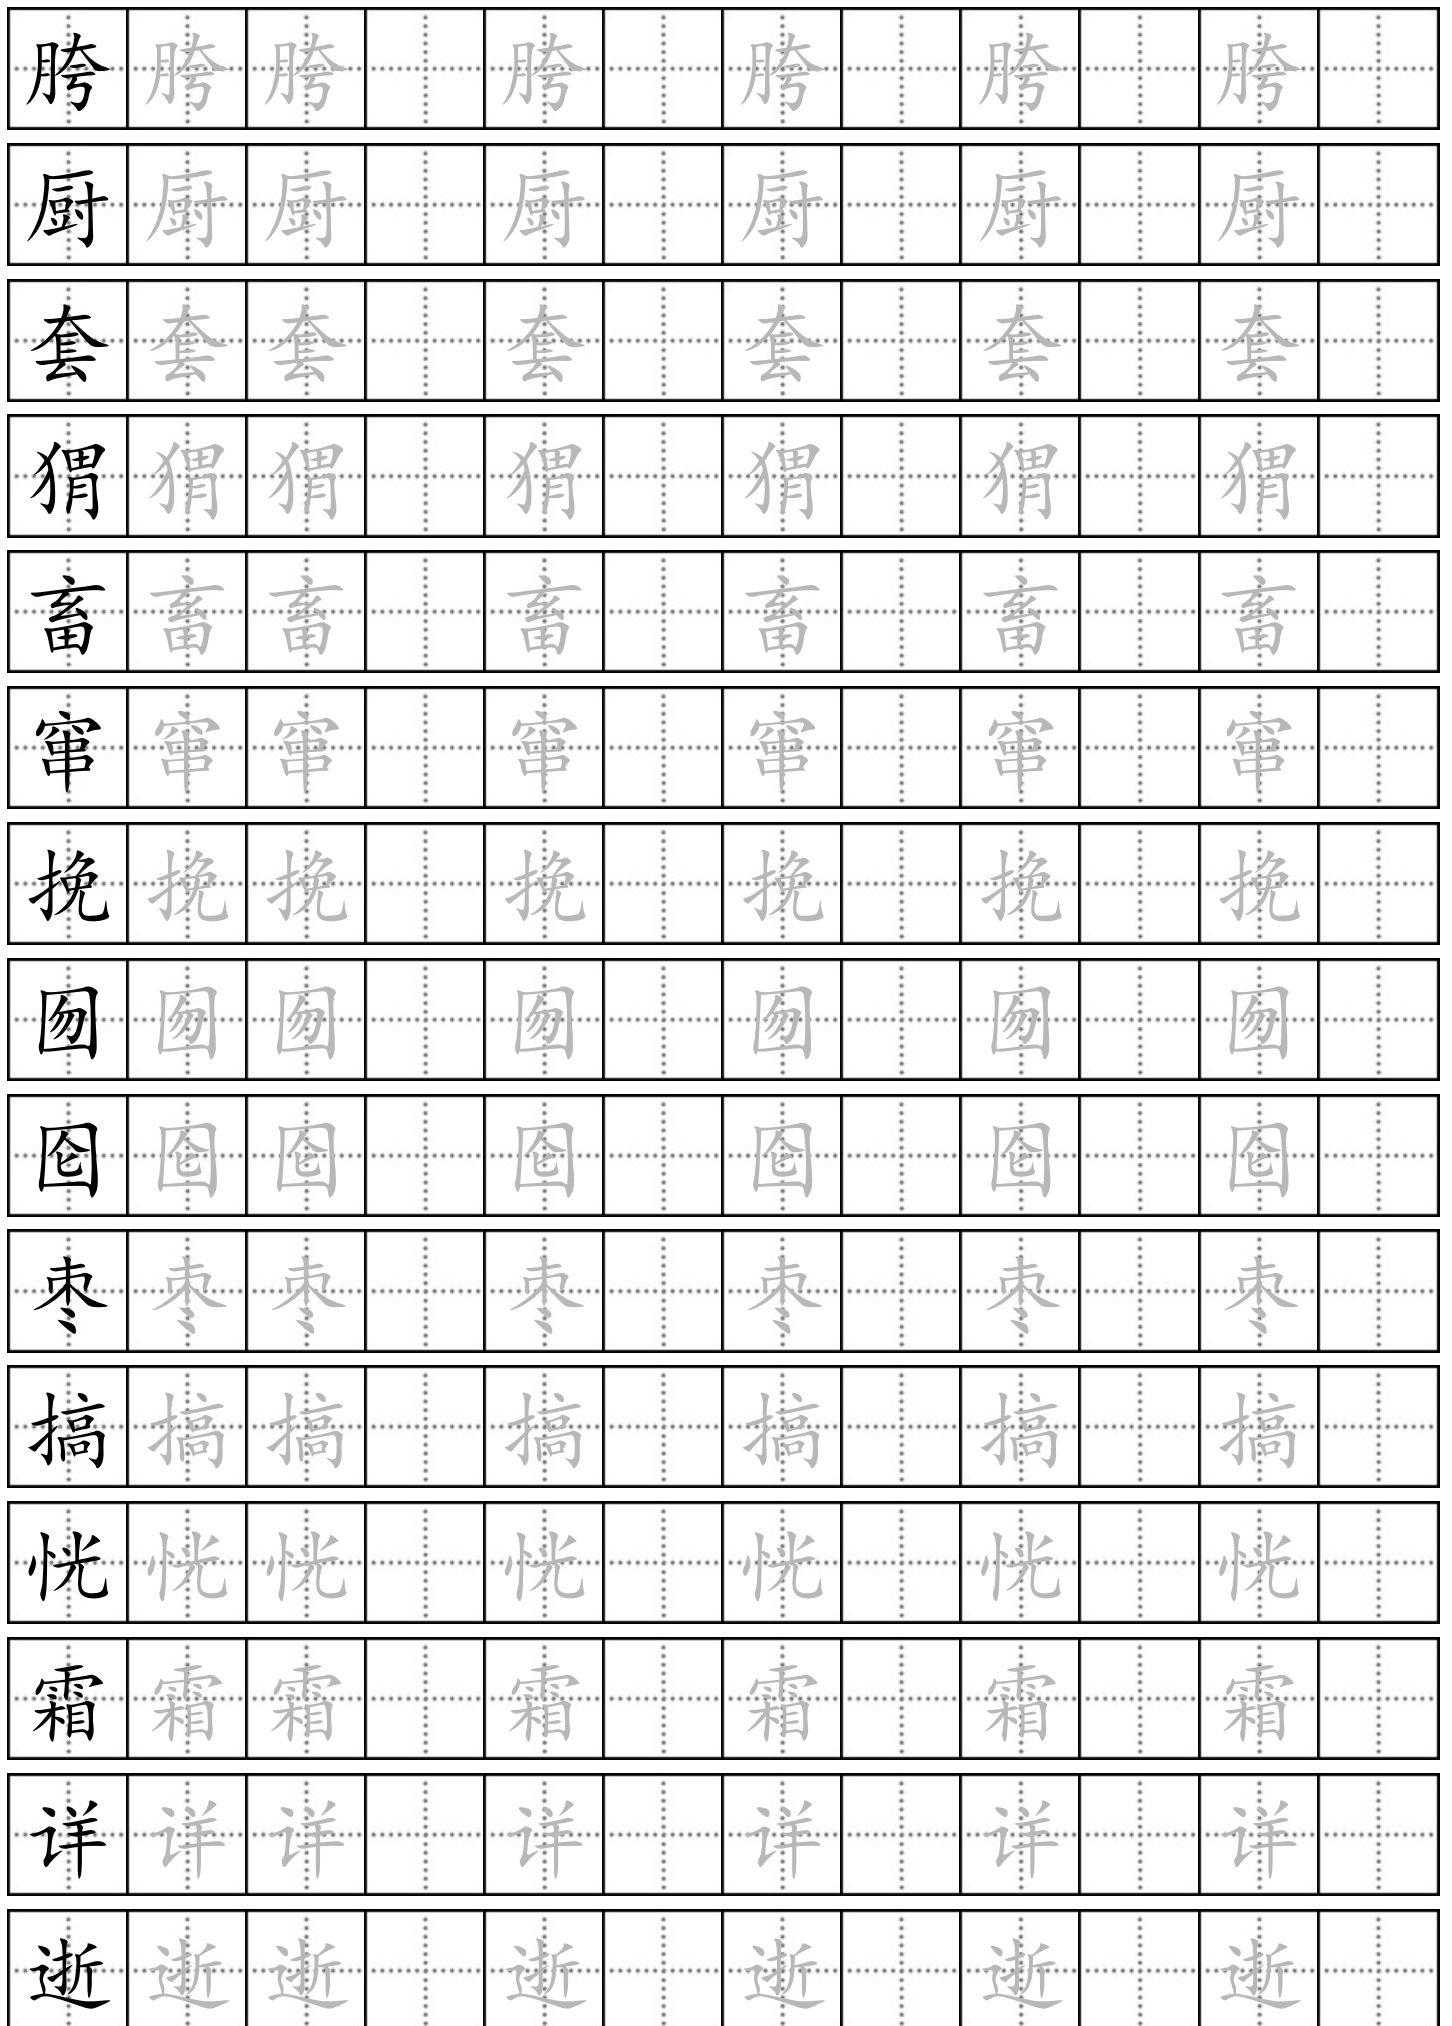 胯 胯 胯 胯 胯 胯 胯
厨 厨 厨 厨 厨 厨 厨
套 套 套 套 套 套 套
猬 猬 猬 猬 猬 猬 猬
畜 畜 畜 畜 畜 畜 畜
窜 窜 窜 窜 窜 窜 窜
挽 挽 挽 挽 挽 挽 挽
囫 囫 囫 囫 囫 囫 囫
囵 囵 囵 囵 囵 囵 囵
枣 枣 枣 枣 枣 枣 枣
搞 搞 搞 搞 搞 搞 搞
恍 恍 恍 恍 恍 恍 恍
霜 霜 霜 霜 霜 霜 霜
详 详 详 详 详 详 详
逝 逝 逝 逝 逝 逝 逝